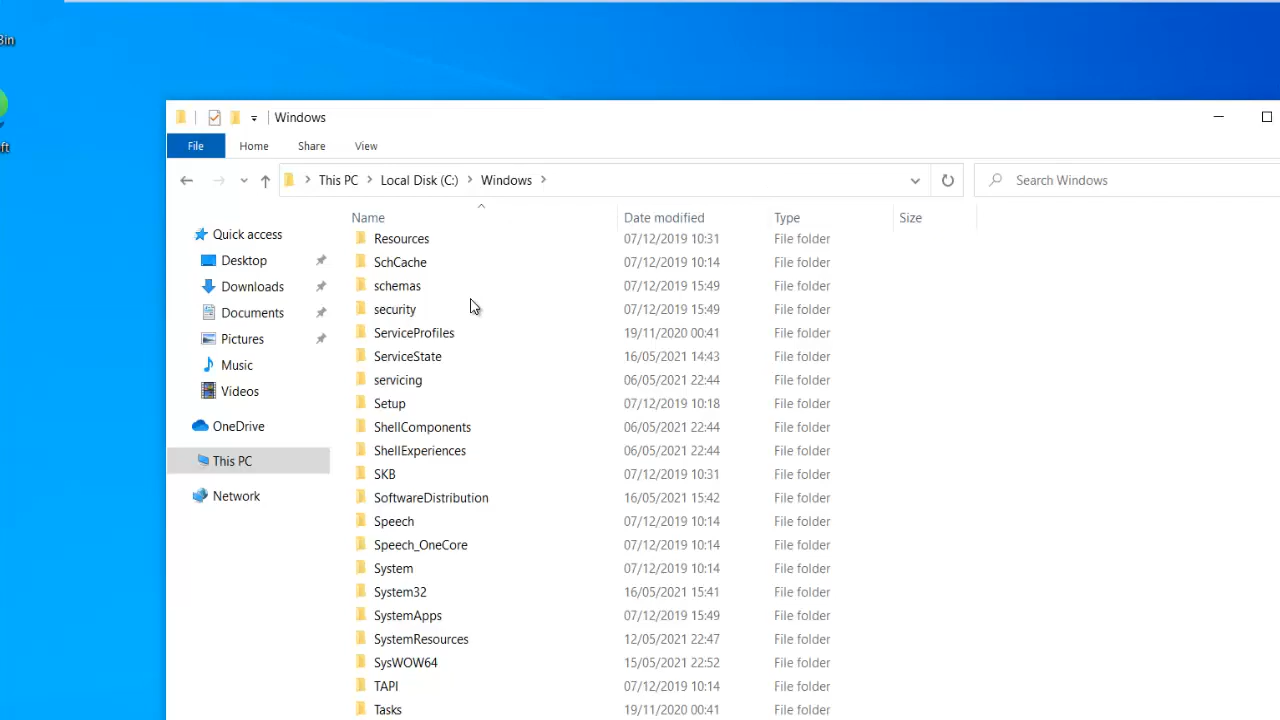 Bin
ft
Windows
File Home Share View
This PC Local Disk (C:) Windows
Search Windows
Name Date modified Type Size
Quick access
Desktop
Downloads
Documents
Pictures
Music
Videos
OneDrive
This PC
Network
Resources 07/12/2019 10:31 File folder
SchCache 07/12/2019 10:14 File folder
schemas 07/12/2019 15:49 File folder
security 07/12/2019 15:49 File folder
ServiceProfiles 19/11/2020 00:41 File folder
ServiceState 16/05/2021 14:43 File folder
servicing 06/05/2021 22:44 File folder
Setup 07/12/2019 10:18 File folder
ShellComponents 06/05/2021 22:44 File folder
ShellExperiences 06/05/2021 22:44 File folder
SKB 07/12/2019 10:31 File folder
SoftwareDistribution 16/05/2021 15:42 File folder
Speech 07/12/2019 10:14 File folder
Speech_OneCore 07/12/2019 10:14 File folder
System 07/12/2019 10:14 File folder
System32 16/05/2021 15:41 File folder
SystemApps 07/12/2019 15:49 File folder
SystemResources 12/05/2021 22:47 File folder
SysWOW64 15/05/2021 22:52 File folder
TAPI 07/12/2019 10:14 File folder
Tasks 19/11/2020 00:41 File folder